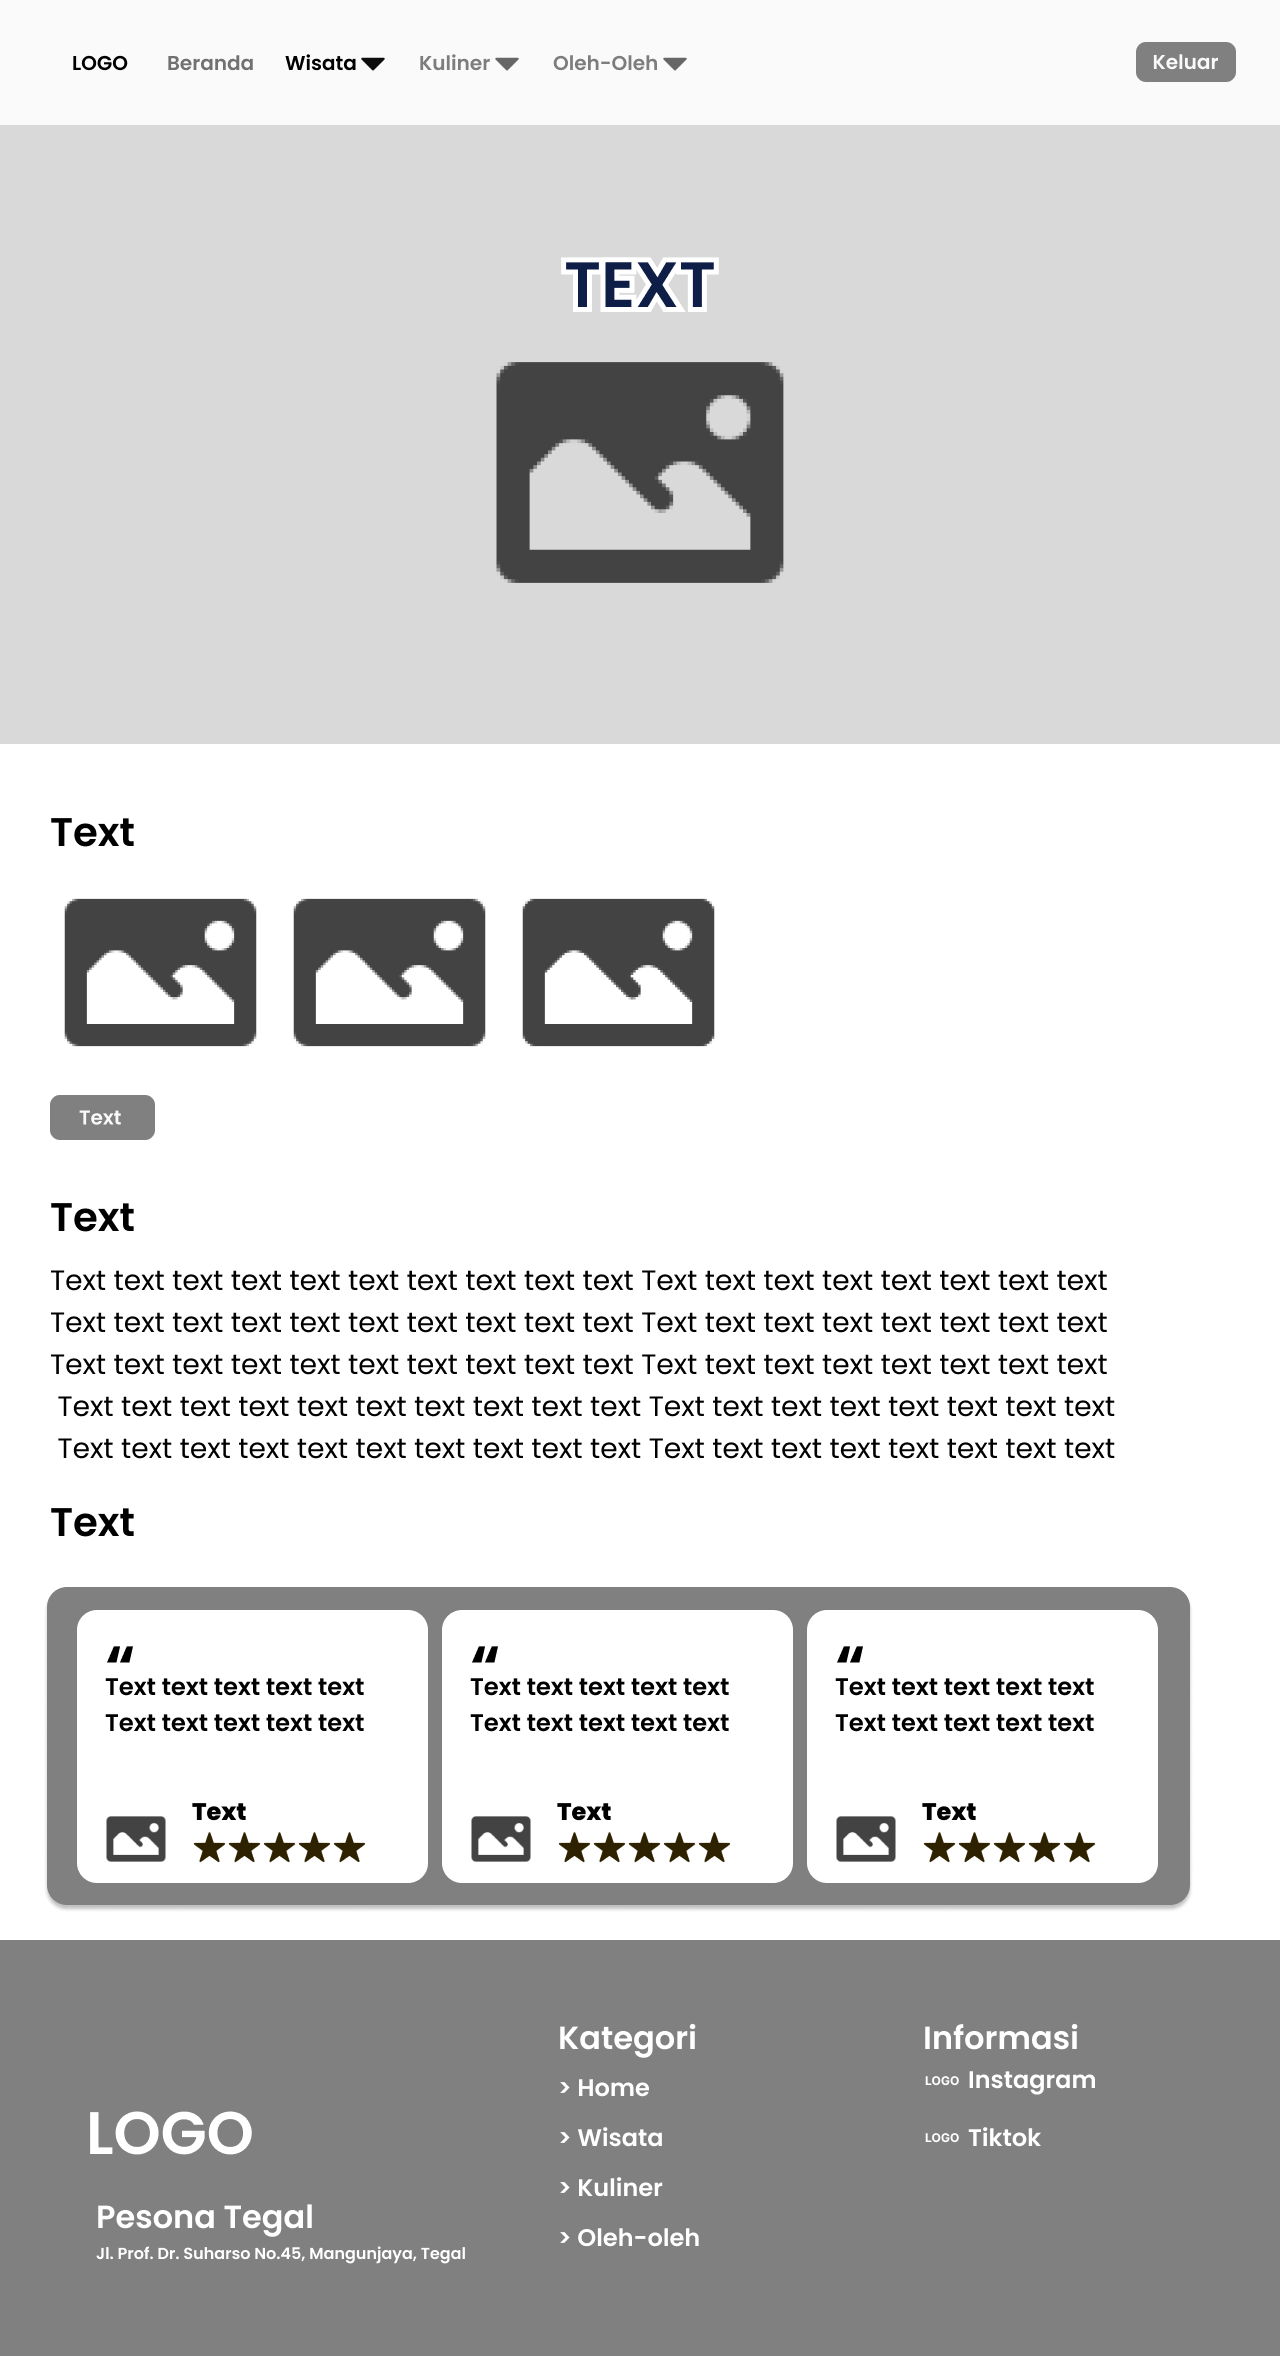 LOGO Beranda Wisata Kuliner Oleh-Oleh Keluar
TEXT
Text
Text
Text
Text text text text text text text text text text Text text text text text text text text
Text text text text text text text text text text Text text text text text text text text
Text text text text text text text text text text Text text text text text text text text
Text text text text text text text text text text Text text text text text text text text
Text text text text text text text text text text Text text text text text text text text
Text
“
Text text text text text
Text text text text text
Text
“
Text text text text text
Text text text text text
Text
“
Text text text text text
Text text text text text
Text
LOGO
Pesona Tegal
Jl. Prof. Dr. Suharso No.45, Mangunjaya, Tegal
Kategori
> Home
> Wisata
> Kuliner
> Oleh-oleh
Informasi
LOGO Instagram
LOGO Tiktok